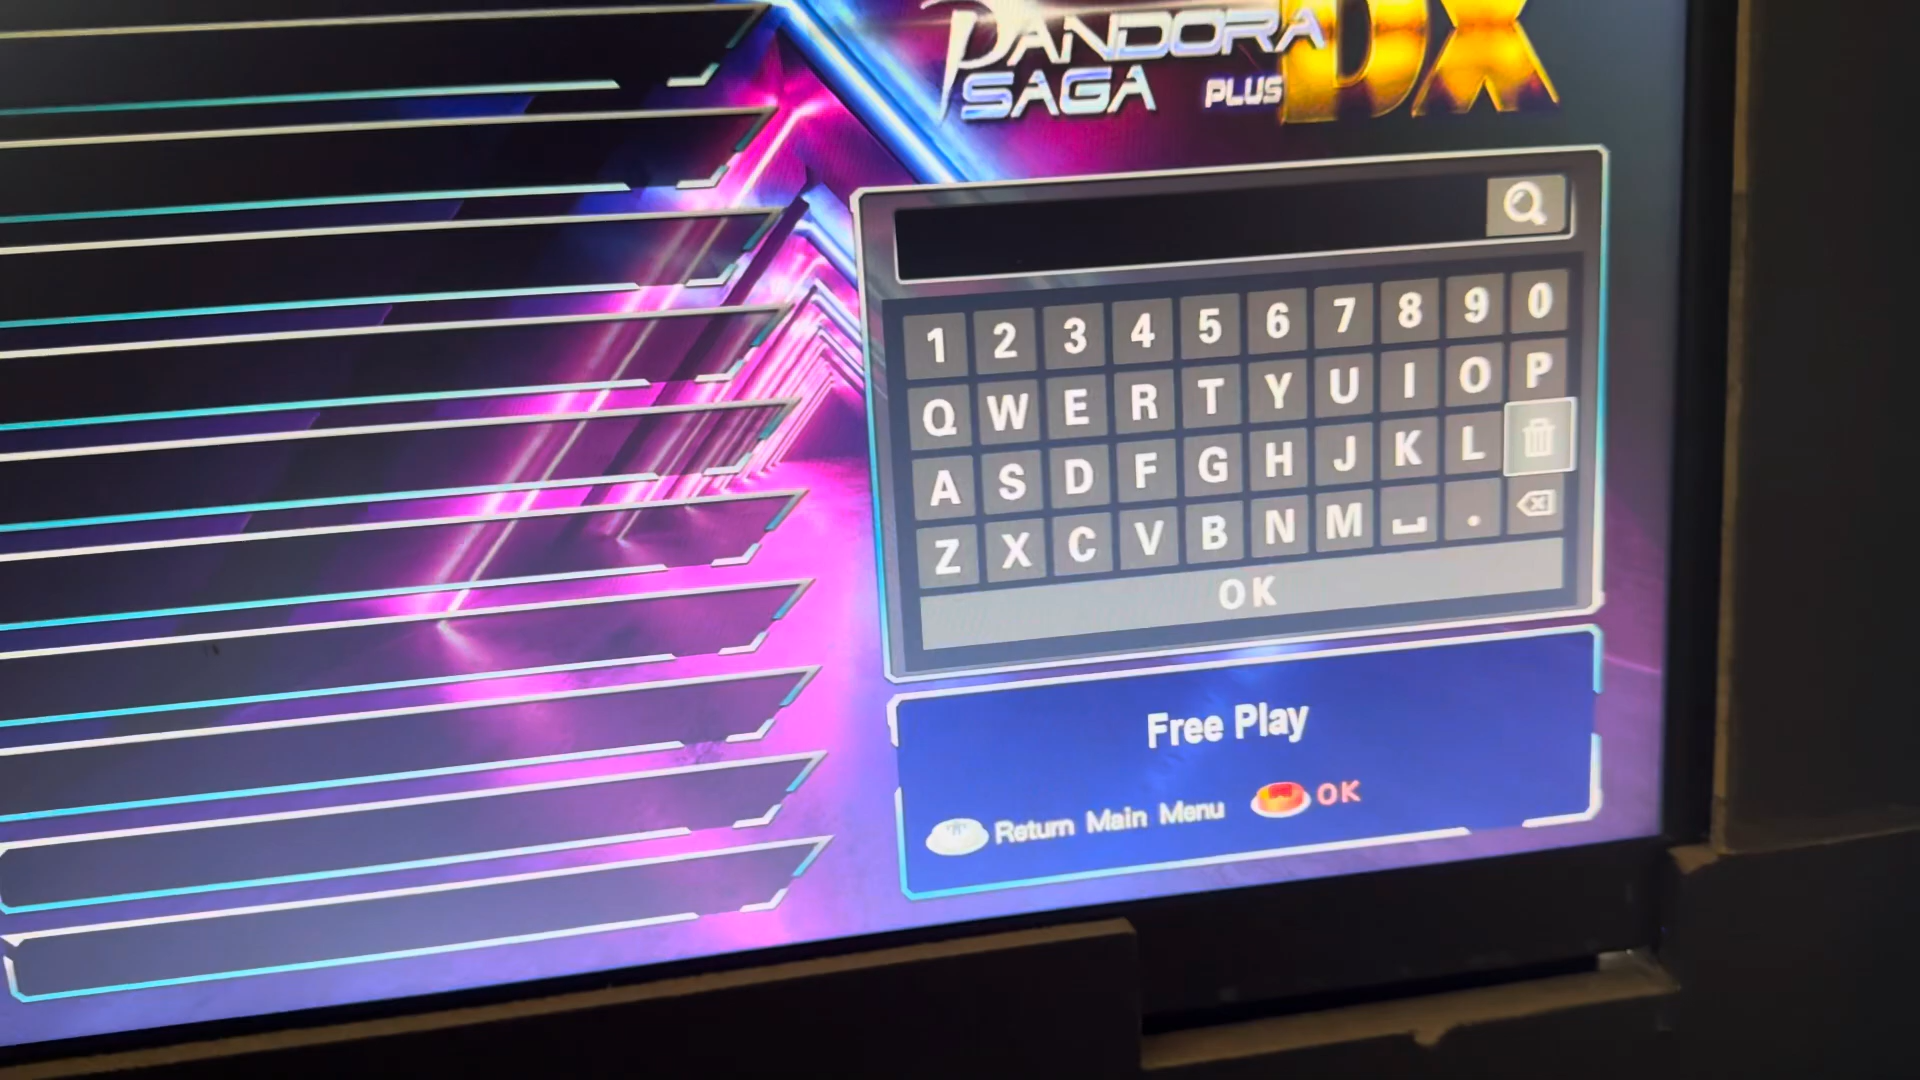 PANDORA DX
SAGA PLUS
1 2 3 4 5 6 7 8 9 0
Q W E R T Y U I O P
A S D F G H J K L
Z X C V B N M .
OK
Free Play
Return Main Menu OK